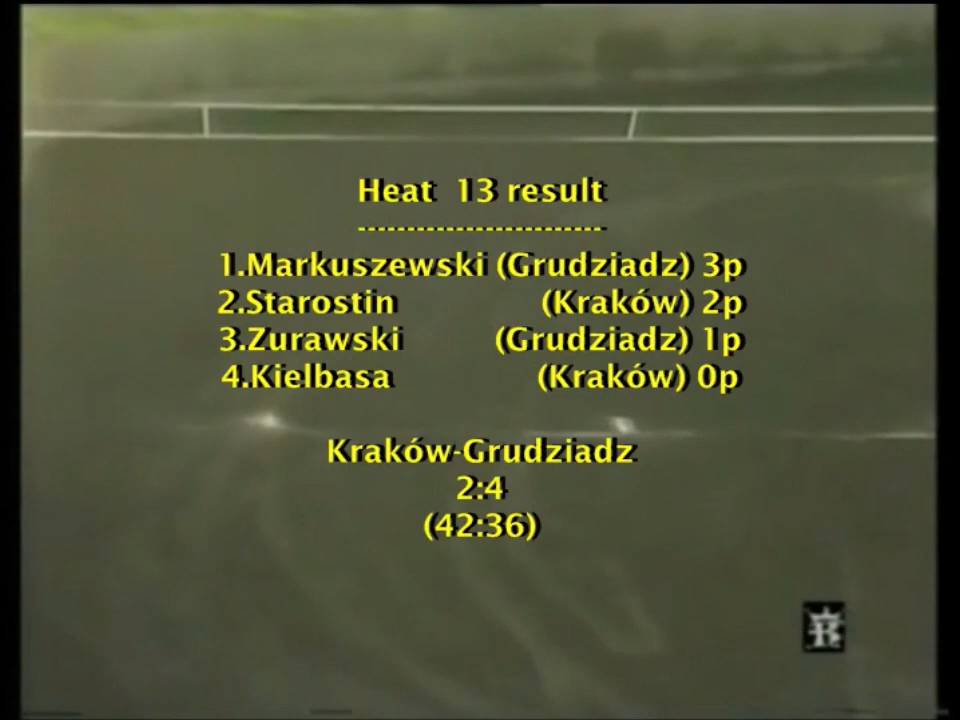 Heat 13 result
-------------------------
1.Markuszewski (Grudziadz) 3p
2.Starostin (Kraków) 2p
3.Zurawski (Grudziadz) 1p
4.Kielbasa (Kraków) 0p
Kraków-Grudziadz
2:4
(42:36)